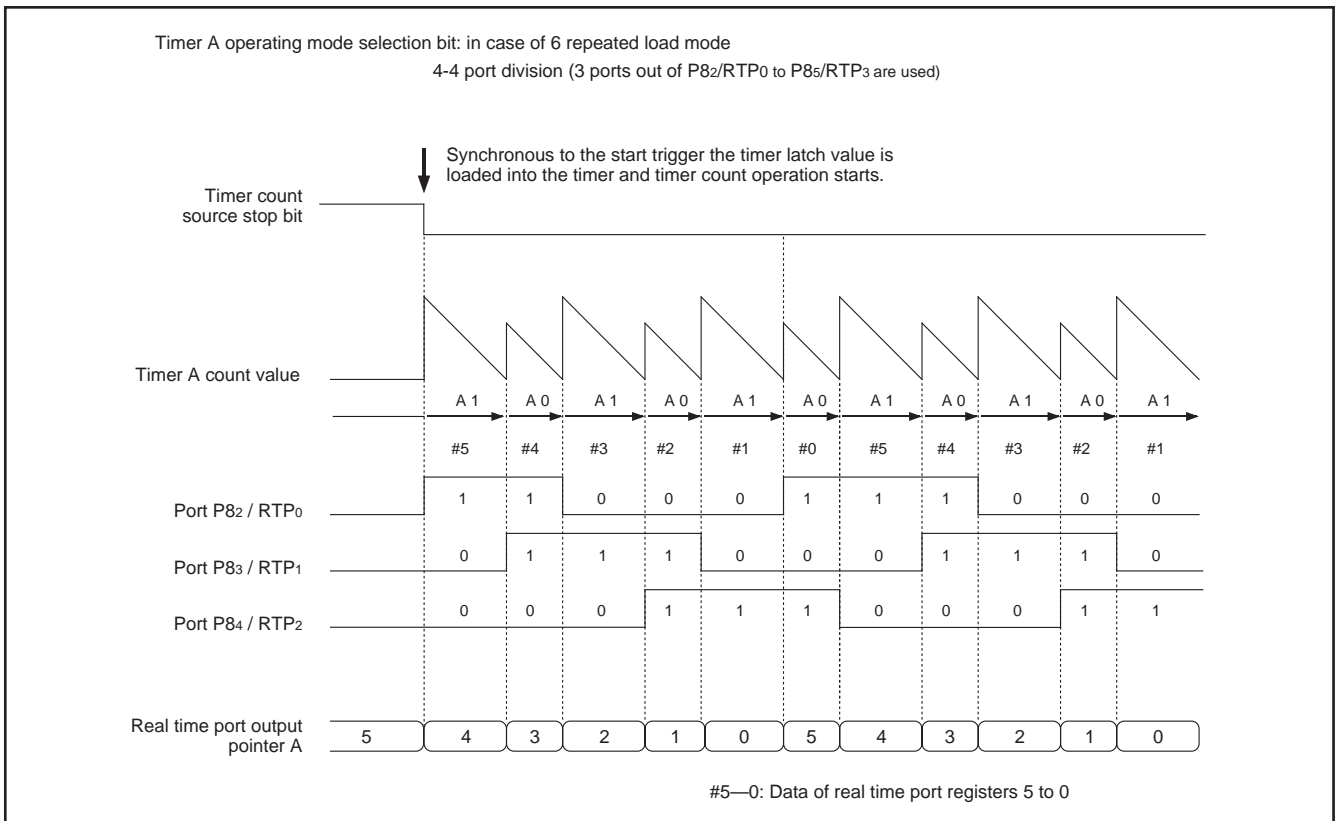 Timer A operating mode selection bit: in case of 6 repeated load mode
4-4 port division (3 ports out of P82/RTP0 to P85/RTP3 are used)
Synchronous to the start trigger the timer latch value is
loaded into the timer and timer count operation starts.
Timer count
source stop bit
Timer A count value
A 1 A 0 A 1 A 0 A 1 A 0 A 1 A 0 A 1 A 0 A 1
#5 #4 #3 #2 #1 #0 #5 #4 #3 #2 #1
Port P82 / RTP0 1 1 0 0 0 1 1 1 0 0 0
Port P83 / RTP1 0 1 1 1 0 0 0 1 1 1 0
Port P84 / RTP2 0 0 0 1 1 1 0 0 0 1 1
Real time port output
pointer A
5 4 3 2 1 0 5 4 3 2 1 0
#5—0: Data of real time port registers 5 to 0